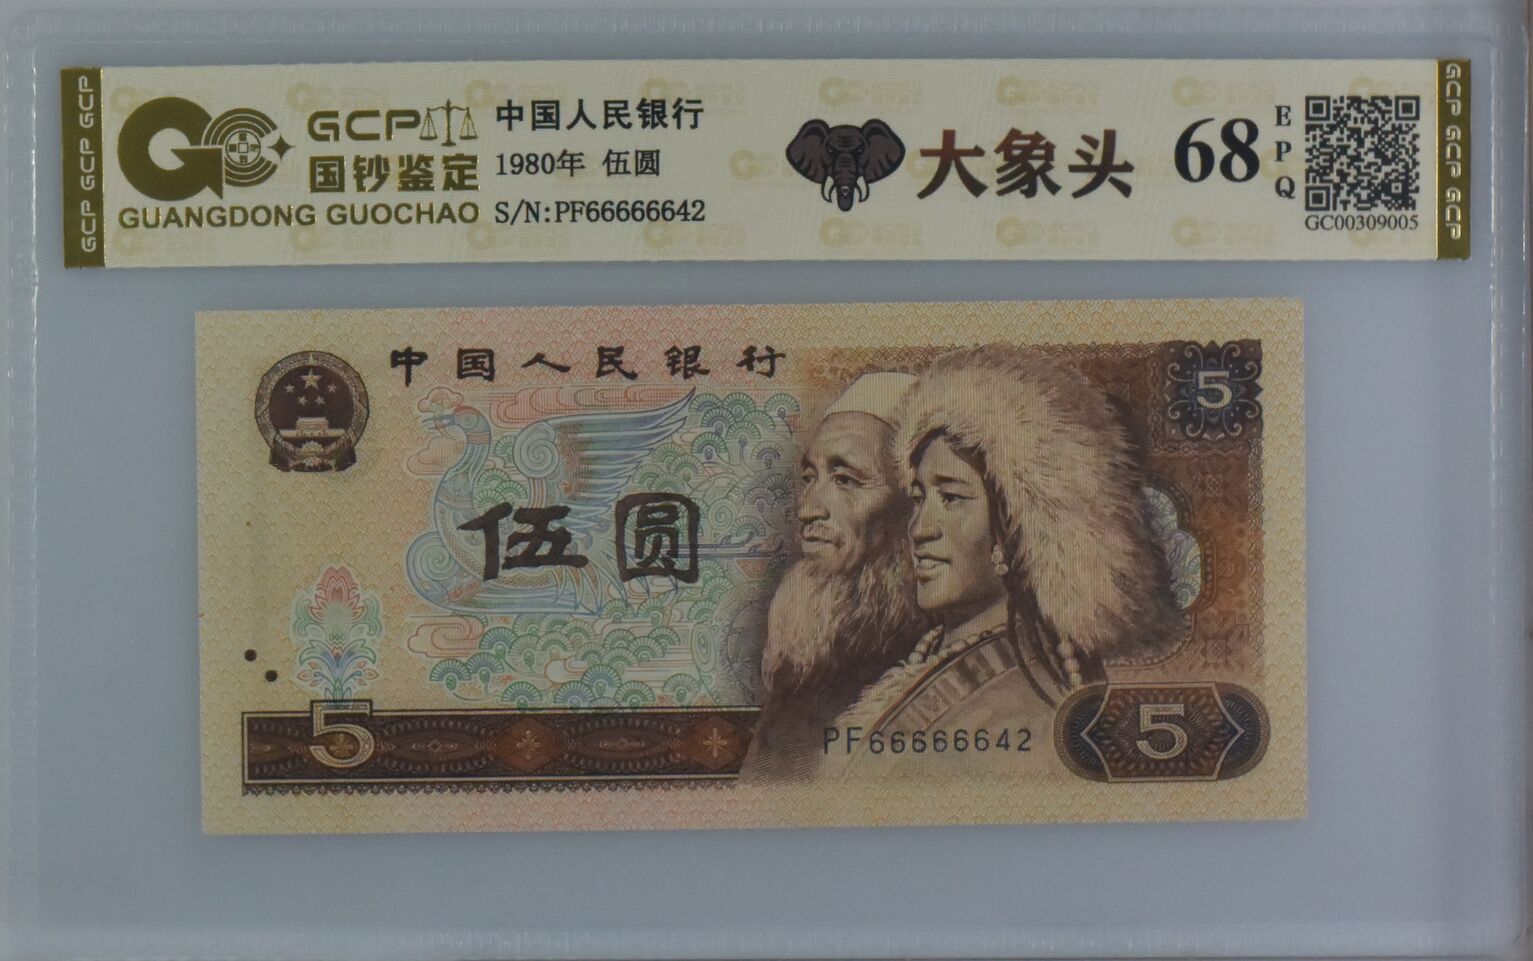 GCP GCP GCP
GCP
国钞鉴定
GUANGDONG GUOCHAO
中国人民银行
1980年 伍圆
S/N:PF66666642
大象头
68
EPQ
GC00309005
GCP GCP GCP
中国人民银行
5
伍圆
5
PF66666642
5